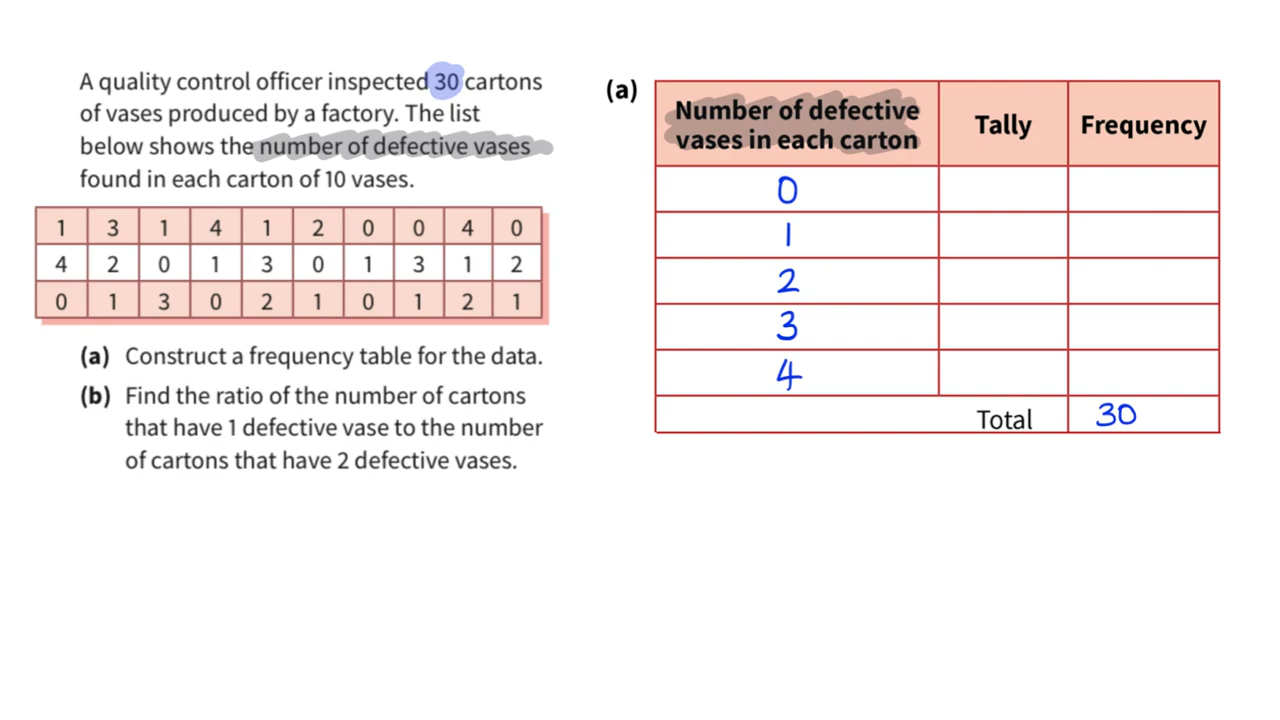 A quality control officer inspected 30 cartons
of vases produced by a factory. The list
below shows the number of defective vases
found in each carton of 10 vases.
1 3 1 4 1 2 0 0 4 0
4 2 0 1 3 0 1 3 1 2
0 1 3 0 2 1 0 1 2 1
(a) Construct a frequency table for the data.
(b) Find the ratio of the number of cartons
that have 1 defective vase to the number
of cartons that have 2 defective vases.
(a)
Number of defective
vases in each carton
Tally
Frequency
0
1
2
3
4
Total 30